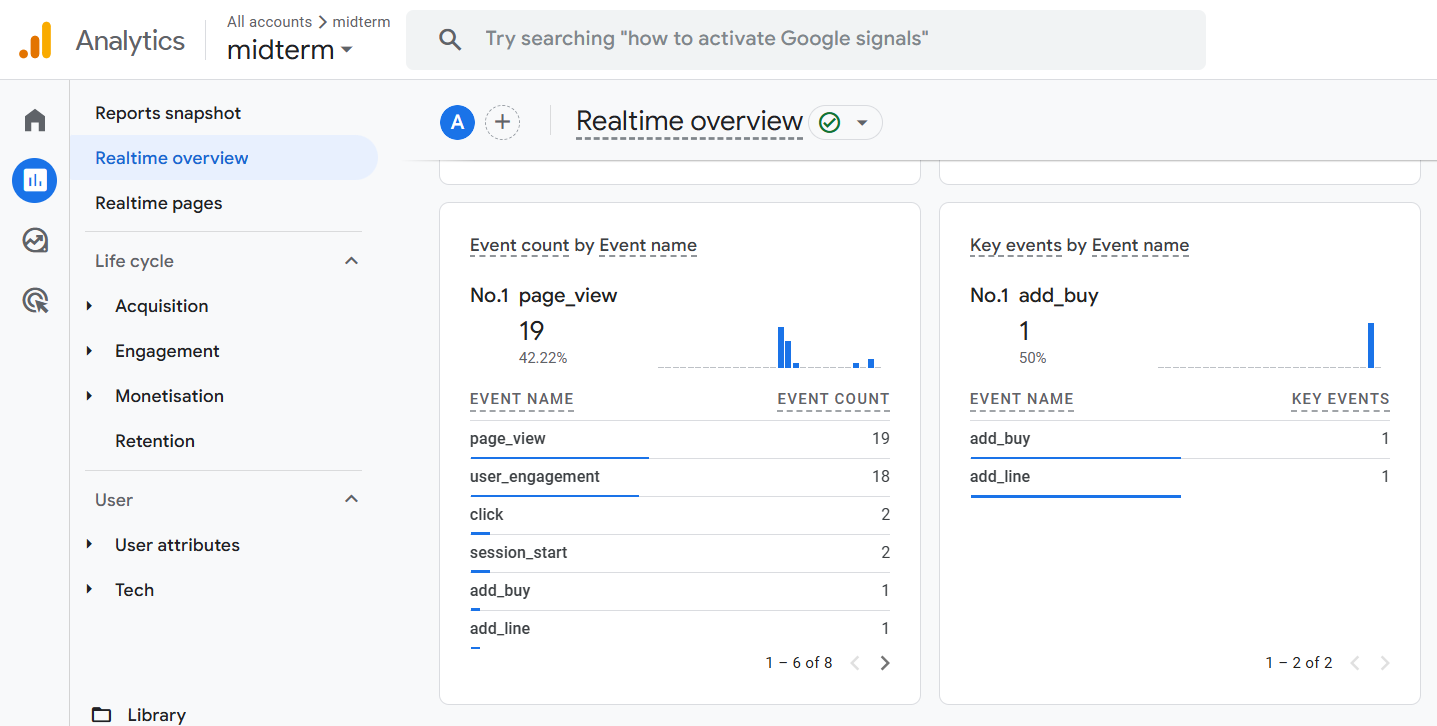 Analytics
All accounts > midterm
midterm
Try searching "how to activate Google signals"
Reports snapshot
Realtime overview
Realtime pages
Life cycle
Acquisition
Engagement
Monetisation
Retention
User
User attributes
Tech
Library
A
Realtime overview
Event count by Event name
No.1 page_view
19
42.22%
EVENT NAME EVENT COUNT
page_view 19
user_engagement 18
click 2
session_start 2
add_buy 1
add_line 1
1 – 6 of 8
Key events by Event name
No.1 add_buy
1
50%
EVENT NAME KEY EVENTS
add_buy 1
add_line 1
1 – 2 of 2